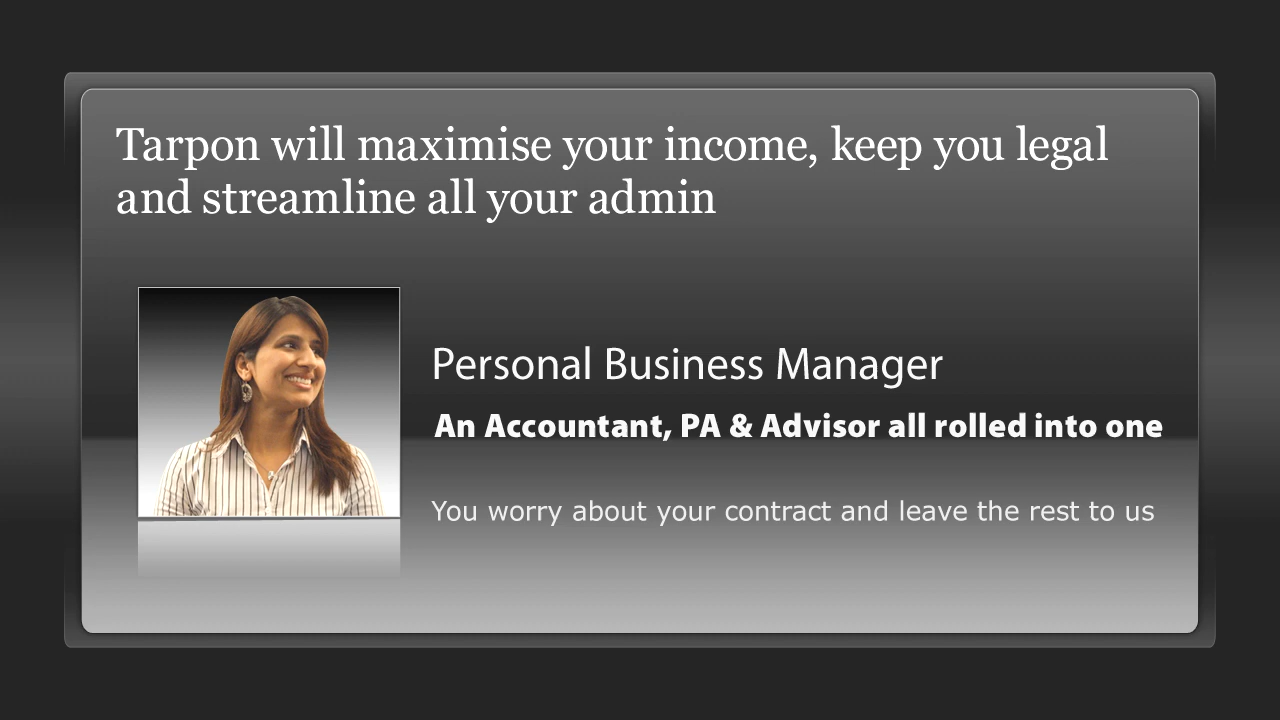 Tarpon will maximise your income, keep you legal
and streamline all your admin
Personal Business Manager
An Accountant, PA & Advisor all rolled into one
You worry about your contract and leave the rest to us